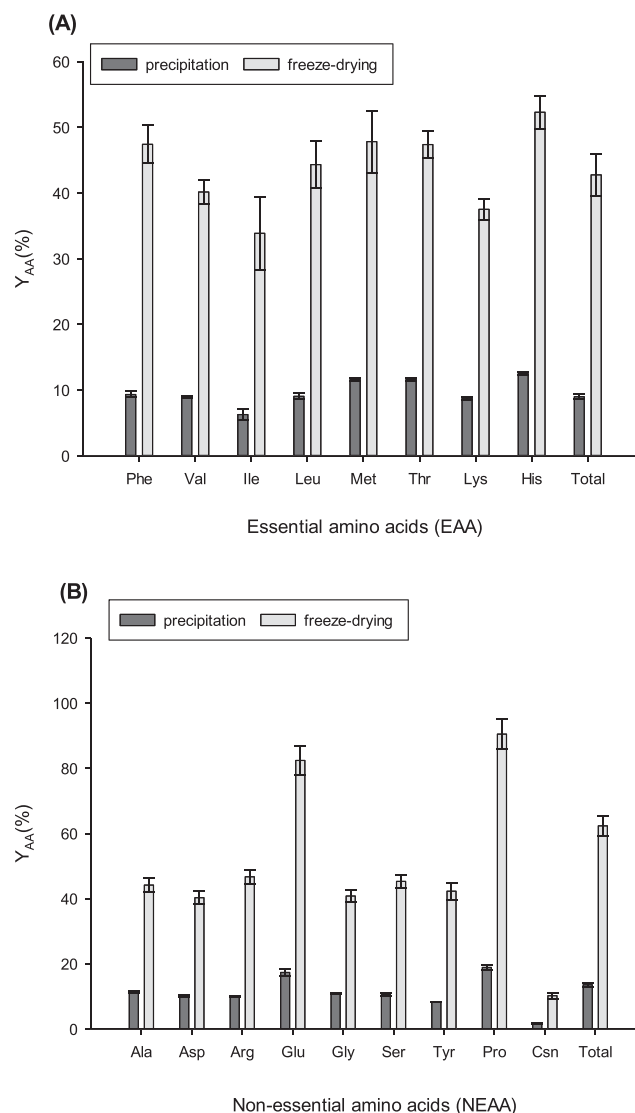 (A)
precipitation freeze-drying
60
50
40
30
20
10
0
Y_AA(%)
Phe Val Ile Leu Met Thr Lys His Total
Essential amino acids (EAA)
(B)
precipitation freeze-drying
120
100
80
60
40
20
0
Y_AA(%)
Ala Asp Arg Glu Gly Ser Tyr Pro Csn Total
Non-essential amino acids (NEAA)